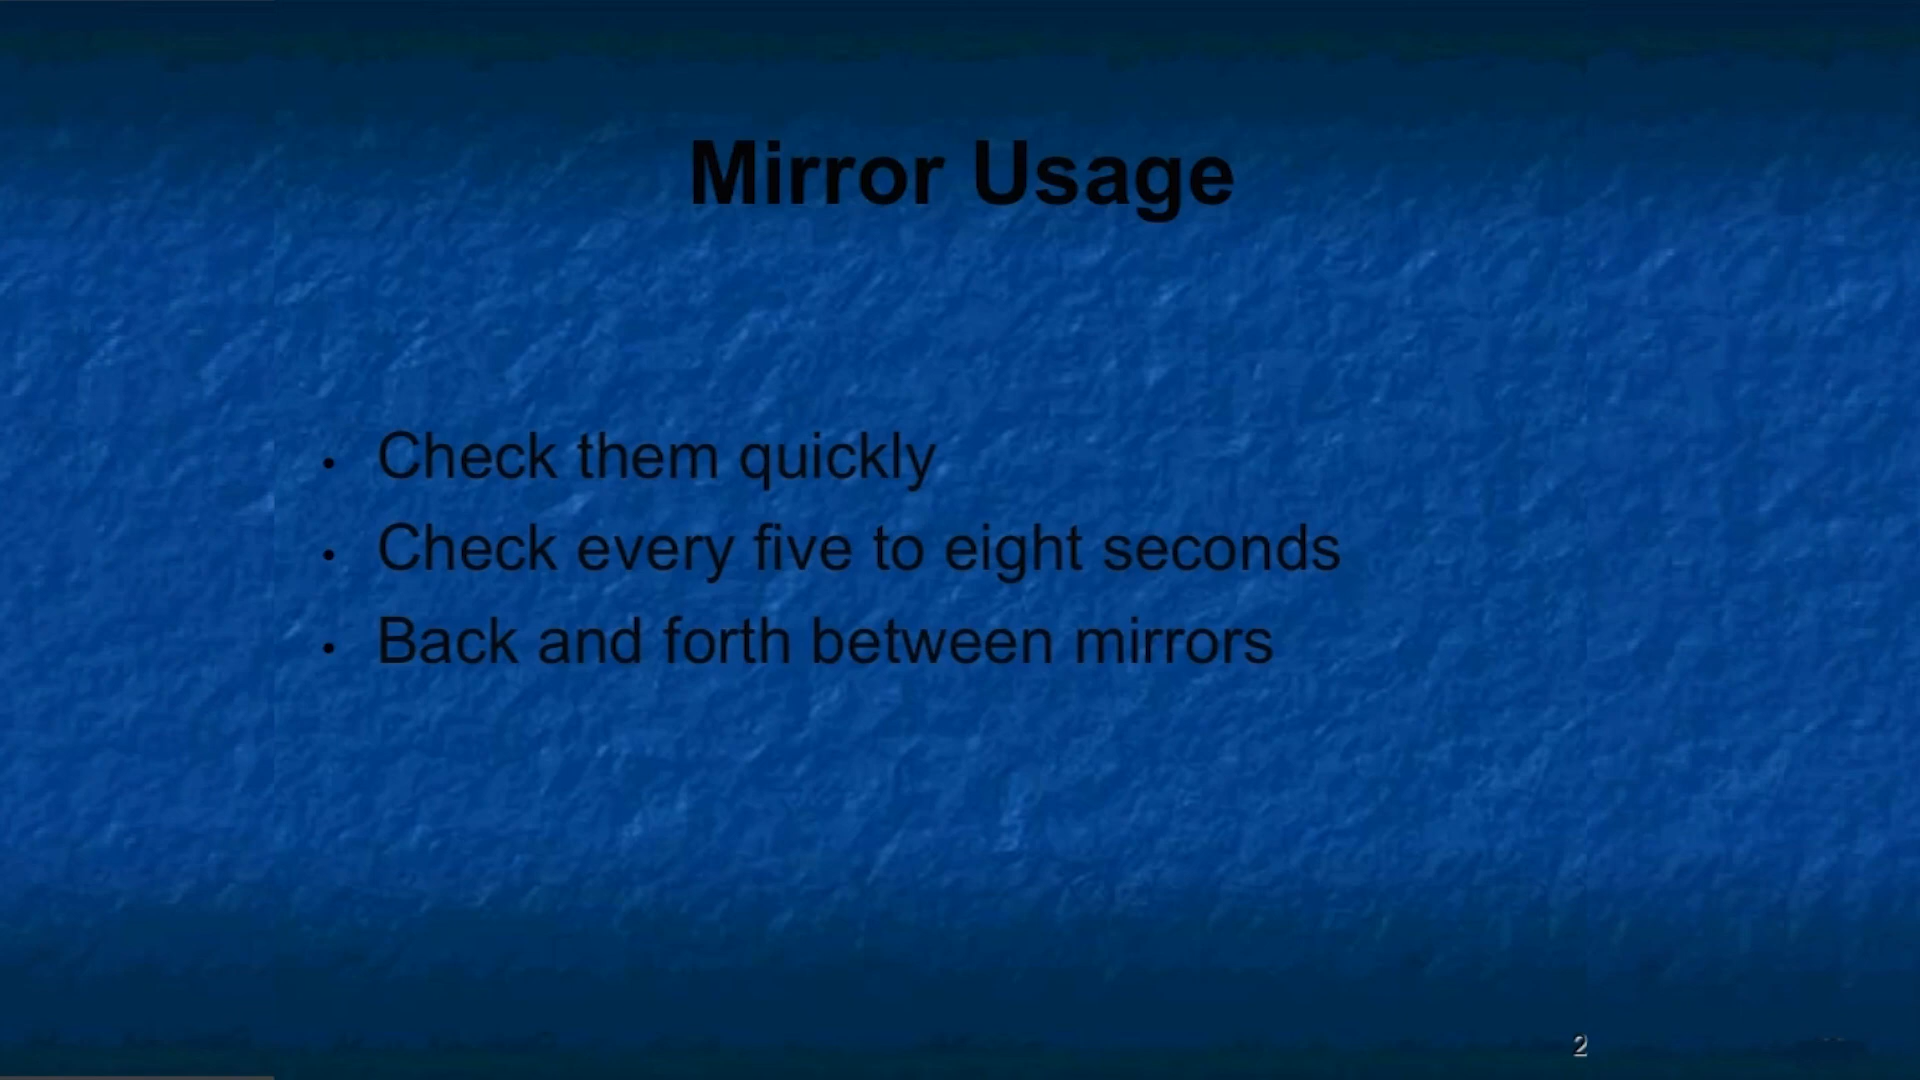 Mirror Usage
• Check them quickly
• Check every five to eight seconds
• Back and forth between mirrors
2